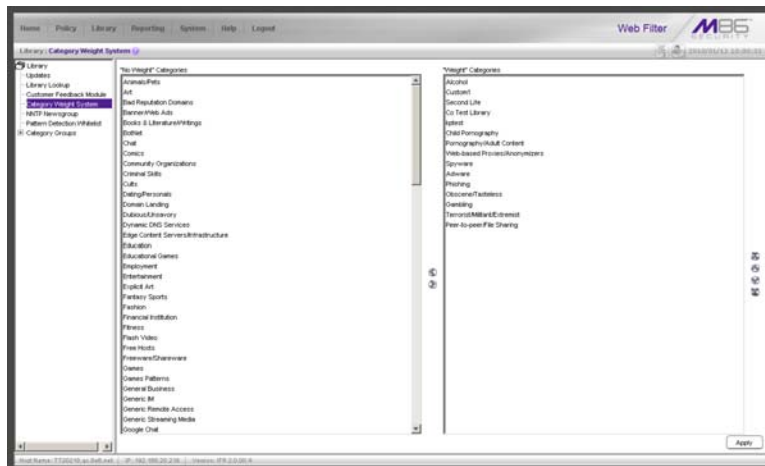 Home Policy Library Reporting System Help Logout
Web Filter M86 SECURITY
Library: Category Weight System
Library
Updates
Library Lookup
Customer Feedback Module
Category Weight System
NNTP Newsgroup
Pattern Detection Whitelist
Category Groups
"No Weight" Categories
Animals/Pets
Art
Bad Reputation Domains
Banner/Web Ads
Books & Literature/Writings
BotNet
Chat
Comics
Community Organizations
Criminal Skills
Cults
Dating/Personals
Domain Landing
Dubious/Unsavory
Dynamic DNS Services
Edge Content Servers/Infrastructure
Education
Educational Games
Employment
Entertainment
Explicit Art
Fantasy Sports
Fashion
Financial Institution
Fitness
Flash Video
Free Hosts
Freeware/Shareware
Games
Games Patterns
General Business
Generic IM
Generic Remote Access
Generic Streaming Media
Google Chat
"Weight" Categories
Alcohol
Custom1
Second Life
Co Test Library
kptest
Child Pornography
Pornography/Adult Content
Web-based Proxies/Anonymizers
Spyware
Adware
Phishing
Obscene/Tasteless
Gambling
Terrorist/Militant/Extremist
Peer-to-peer/File Sharing
Apply
Host Name: